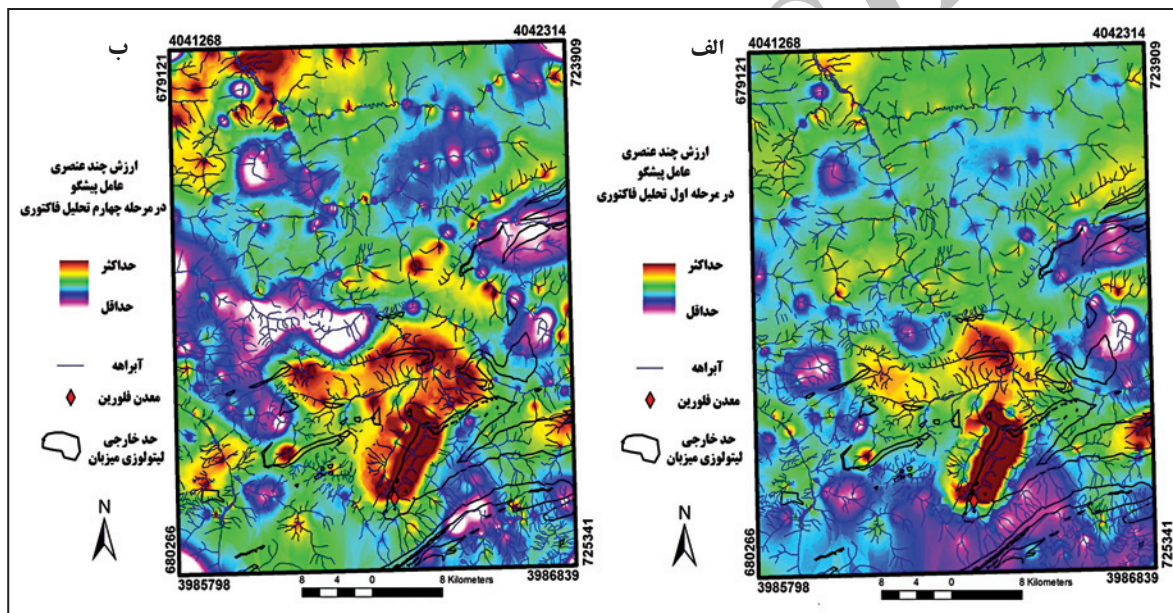 الف
4041268
4042314
679121
723909
ارزش چند عنصری
عامل پیشگو
در مرحله اول تحلیل فاکتوری
حداکثر
حداقل
آبراهه
معدن فلورین
حد خارجی
لیتولوژی میزبان
N
680266
725341
3985798
3986839
8 4 0 8 Kilometers
ب
4041268
4042314
679121
723909
ارزش چند عنصری
عامل پیشگو
در مرحله چهارم تحلیل فاکتوری
حداکثر
حداقل
آبراهه
معدن فلورین
حد خارجی
لیتولوژی میزبان
N
680266
725341
3985798
3986839
8 4 0 8 Kilometers